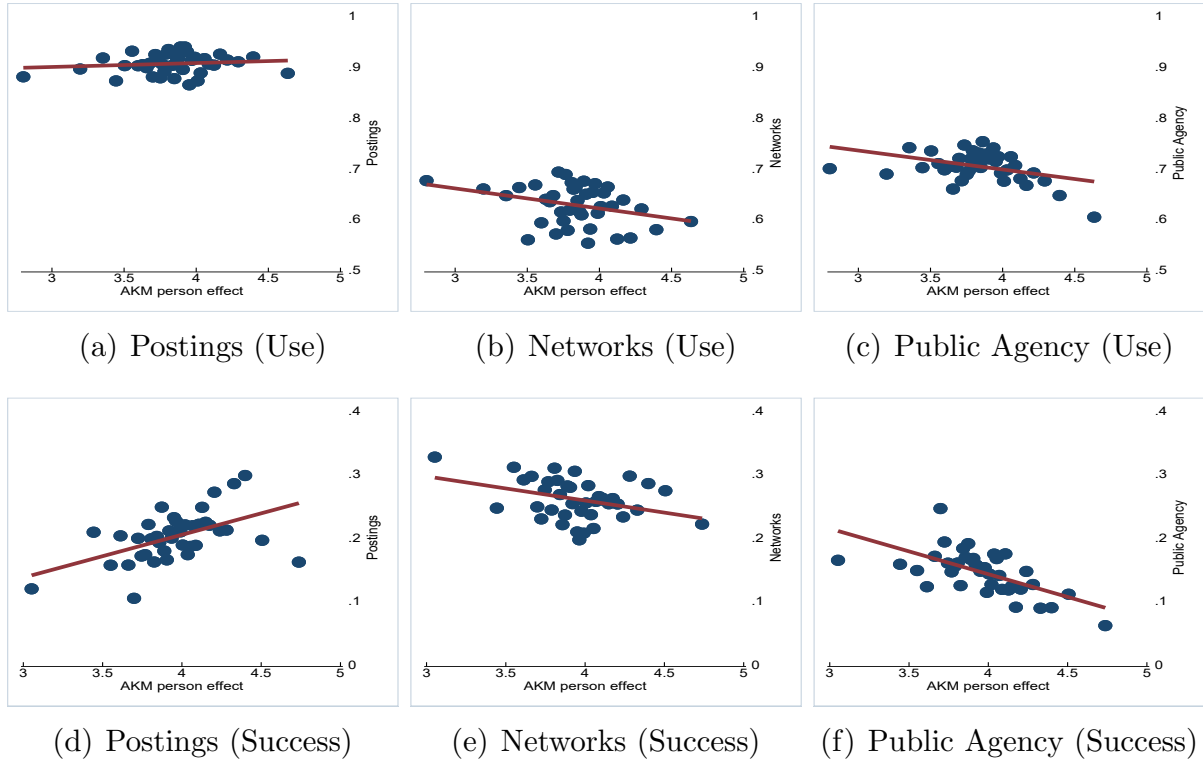 1
.9
.8
.7
.6
.5
Postings
3 3.5 4 4.5 5
AKM person effect
(a) Postings (Use)
1
.9
.8
.7
.6
.5
Networks
3 3.5 4 4.5 5
AKM person effect
(b) Networks (Use)
1
.9
.8
.7
.6
.5
Public Agency
3 3.5 4 4.5 5
AKM person effect
(c) Public Agency (Use)
.4
.3
.2
.1
0
Postings
3 3.5 4 4.5 5
AKM person effect
(d) Postings (Success)
.4
.3
.2
.1
0
Networks
3 3.5 4 4.5 5
AKM person effect
(e) Networks (Success)
.4
.3
.2
.1
0
Public Agency
3 3.5 4 4.5 5
AKM person effect
(f) Public Agency (Success)